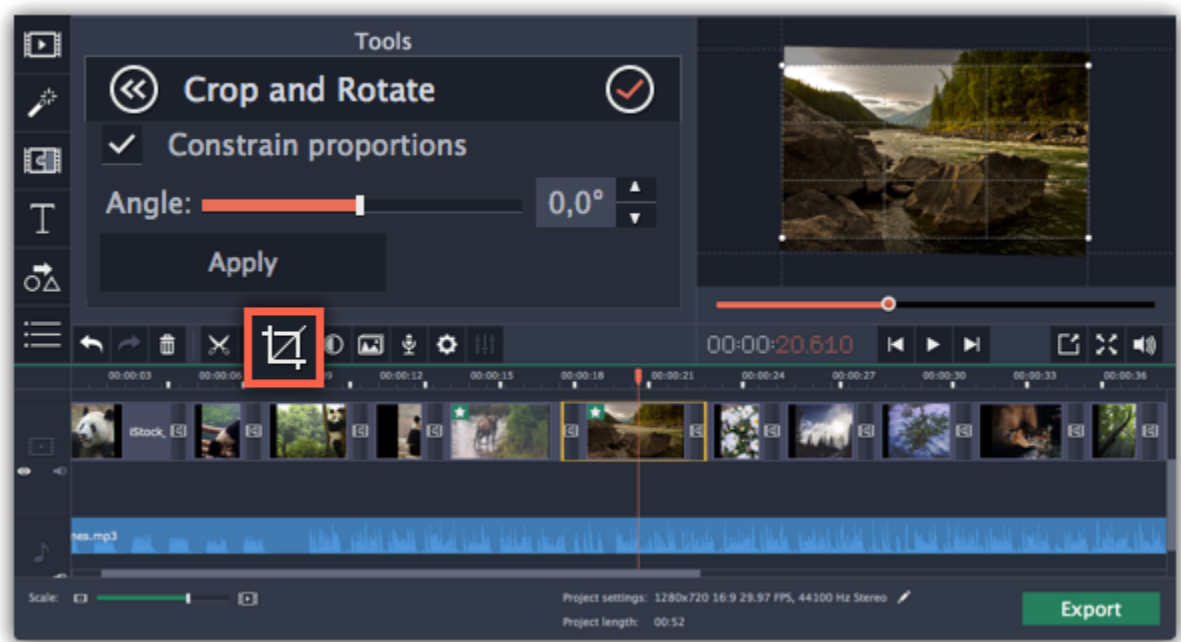 Tools
Crop and Rotate
Constrain proportions
Angle:
0,0°
Apply
T
00:00:20.610
00:00:03
00:00:06
09
00:00:12
00:00:15
00:00:18
00:00:21
00:00:24
00:00:27
00:00:30
00:00:33
00:00:36
iStock_
nes.mp3
Scale:
Project settings: 1280x720 16:9 29.97 FPS, 44100 Hz Stereo
Project length: 00:52
Export